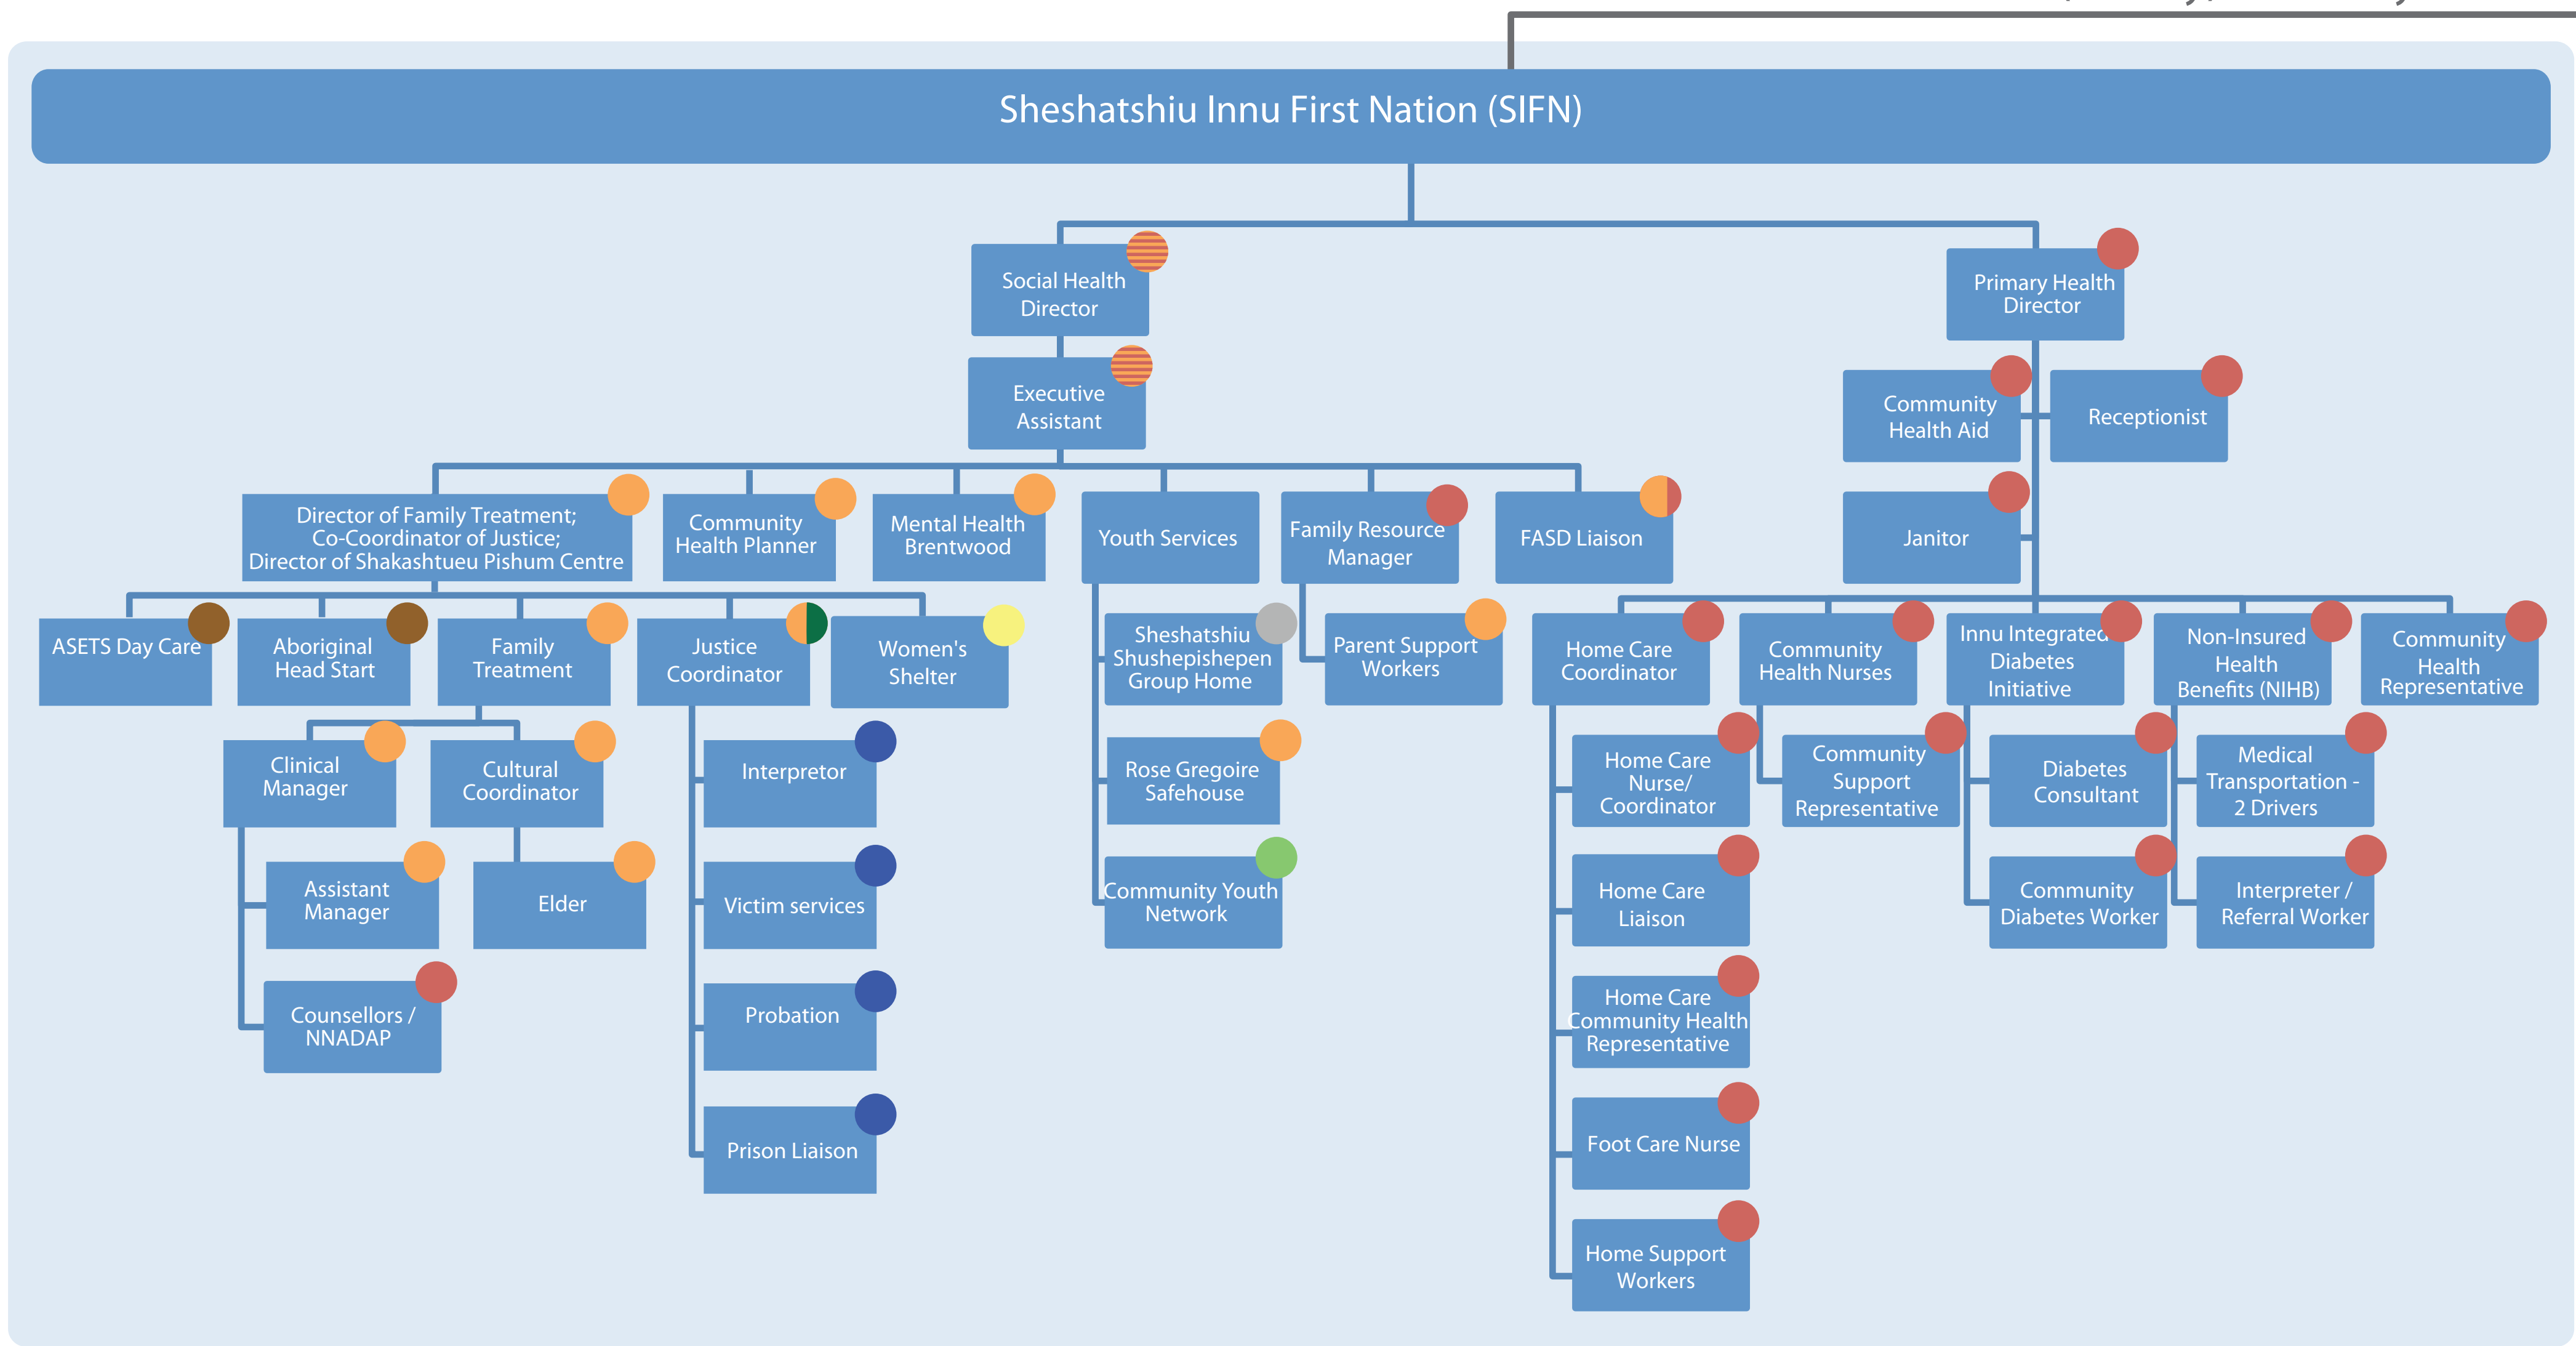 Sheshatshiu Innu First Nation (SIFN)
Social Health
Director
Primary Health
Director
Executive
Assistant
Community
Health Aid
Receptionist
Director of Family Treatment;
Co-Coordinator of Justice;
Director of Shakashtueu Pishum Centre
Community
Health Planner
Mental Health
Brentwood
Youth Services
Family Resource
Manager
FASD Liaison
Janitor
ASETS Day Care
Aboriginal
Head Start
Family
Treatment
Justice
Coordinator
Women's
Shelter
Sheshatshiu
Shushepishepen
Group Home
Parent Support
Workers
Home Care
Coordinator
Community
Health Nurses
Innu Integrated
Diabetes
Initiative
Non-Insured
Health
Benefits (NIHB)
Community
Health
Representative
Clinical
Manager
Cultural
Coordinator
Interpretor
Rose Gregoire
Safehouse
Home Care
Nurse/
Coordinator
Community
Support
Representative
Diabetes
Consultant
Medical
Transportation -
2 Drivers
Assistant
Manager
Elder
Victim services
Community Youth
Network
Home Care
Liaison
Community
Diabetes Worker
Interpreter /
Referral Worker
Counsellors /
NNADAP
Probation
Home Care
Community Health
Representative
Prison Liaison
Foot Care Nurse
Home Support
Workers